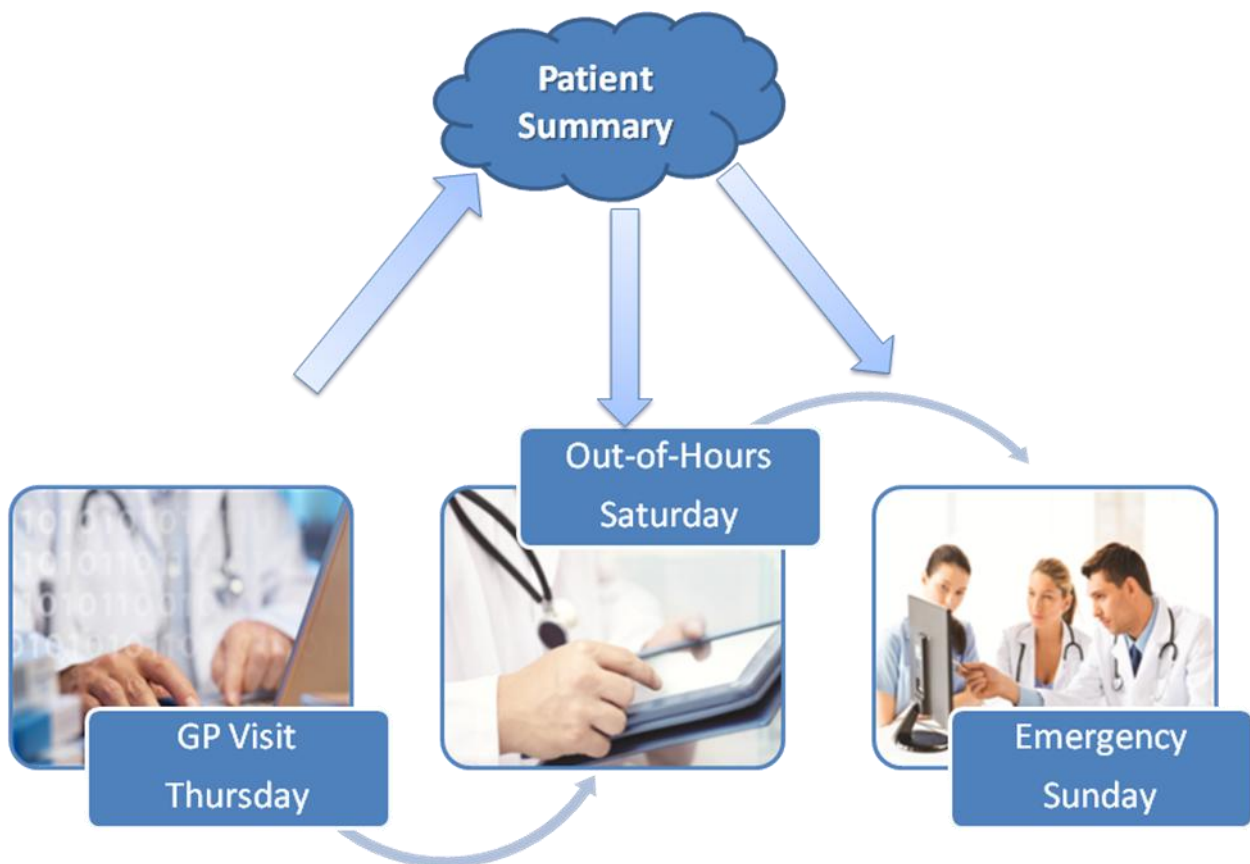 Patient
Summary
Out-of-Hours
Saturday
GP Visit
Thursday
Emergency
Sunday